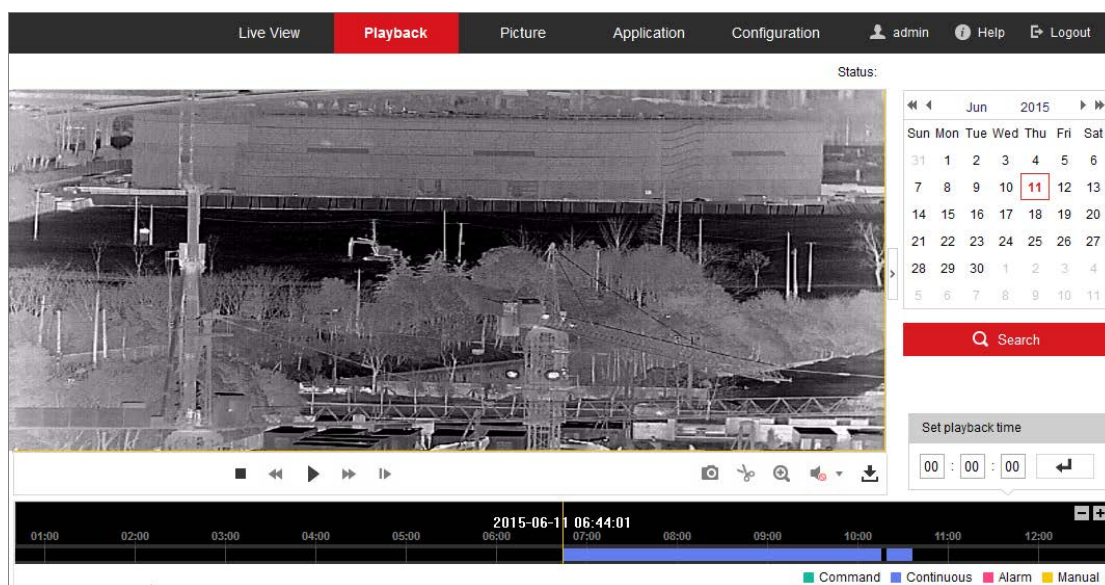 Live View Playback Picture Application Configuration admin Help Logout
Status:
Jun 2015
Sun Mon Tue Wed Thu Fri Sat
31 1 2 3 4 5 6
7 8 9 10 11 12 13
14 15 16 17 18 19 20
21 22 23 24 25 26 27
28 29 30 1 2 3 4
5 6 7 8 9 10 11
Search
Set playback time
00 : 00 : 00
2015-06-11 06:44:01
01:00 02:00 03:00 04:00 05:00 06:00 07:00 08:00 09:00 10:00 11:00 12:00
Command Continuous Alarm Manual